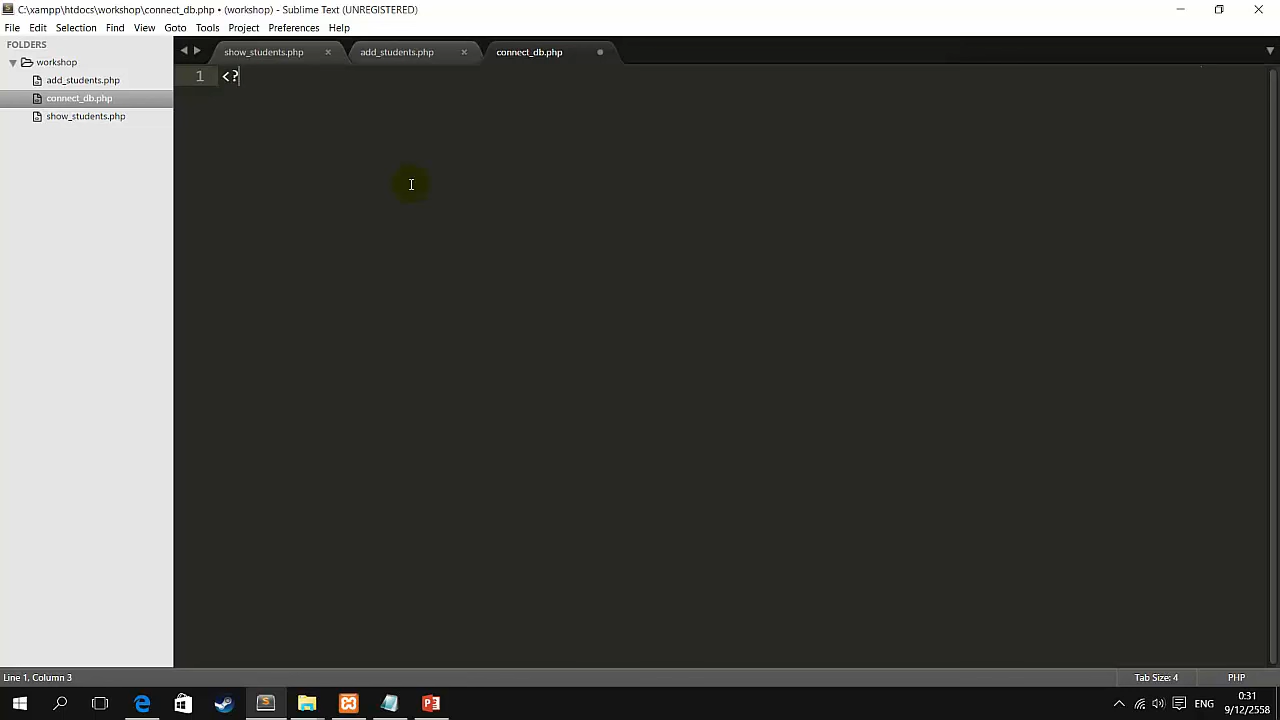 C:\xampp\htdocs\workshop\connect_db.php • (workshop) - Sublime Text (UNREGISTERED)
File Edit Selection Find View Goto Tools Project Preferences Help
FOLDERS
workshop
add_students.php
connect_db.php
show_students.php
show_students.php × add_students.php × connect_db.php
1 <?
Line 1, Column 3
Tab Size: 4 PHP
ENG
0:31
9/12/2558